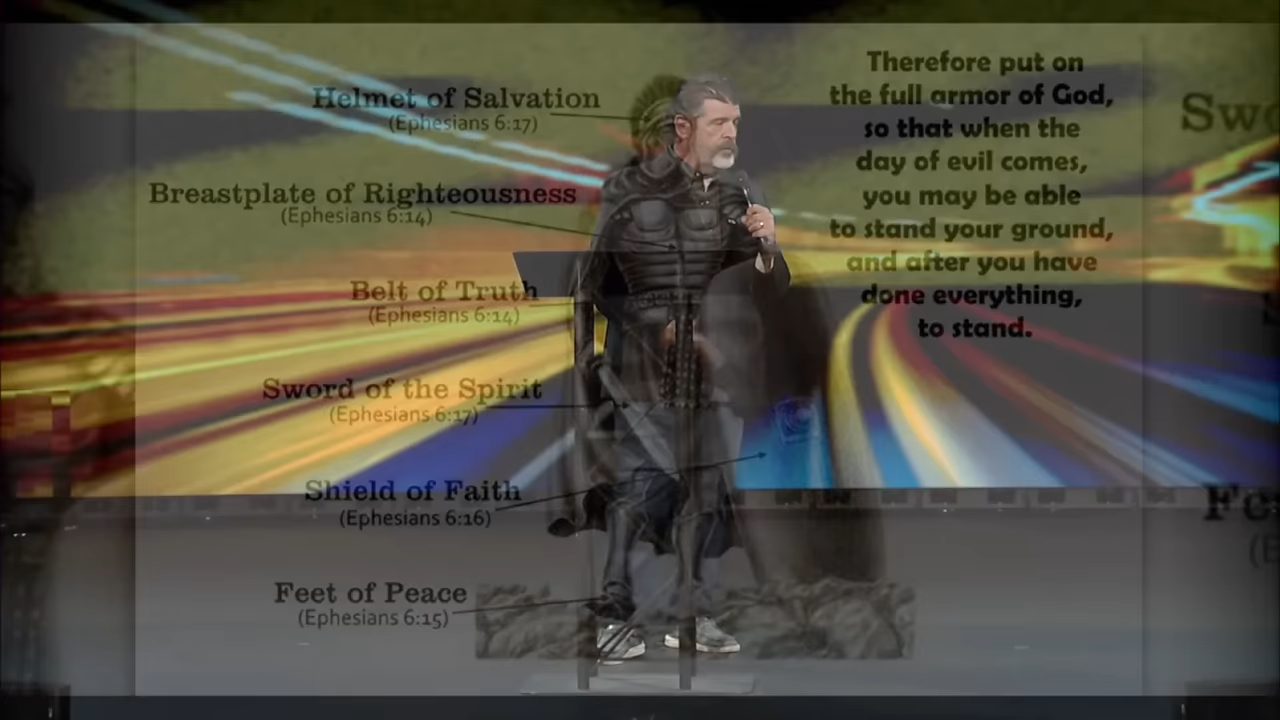 Helmet of Salvation
(Ephesians 6:17)
Breastplate of Righteousness
(Ephesians 6:14)
Belt of Truth
(Ephesians 6:14)
Sword of the Spirit
(Ephesians 6:17)
Shield of Faith
(Ephesians 6:16)
Feet of Peace
(Ephesians 6:15)
Therefore put on
the full armor of God,
so that when the
day of evil comes,
you may be able
to stand your ground,
and after you have
done everything,
to stand.